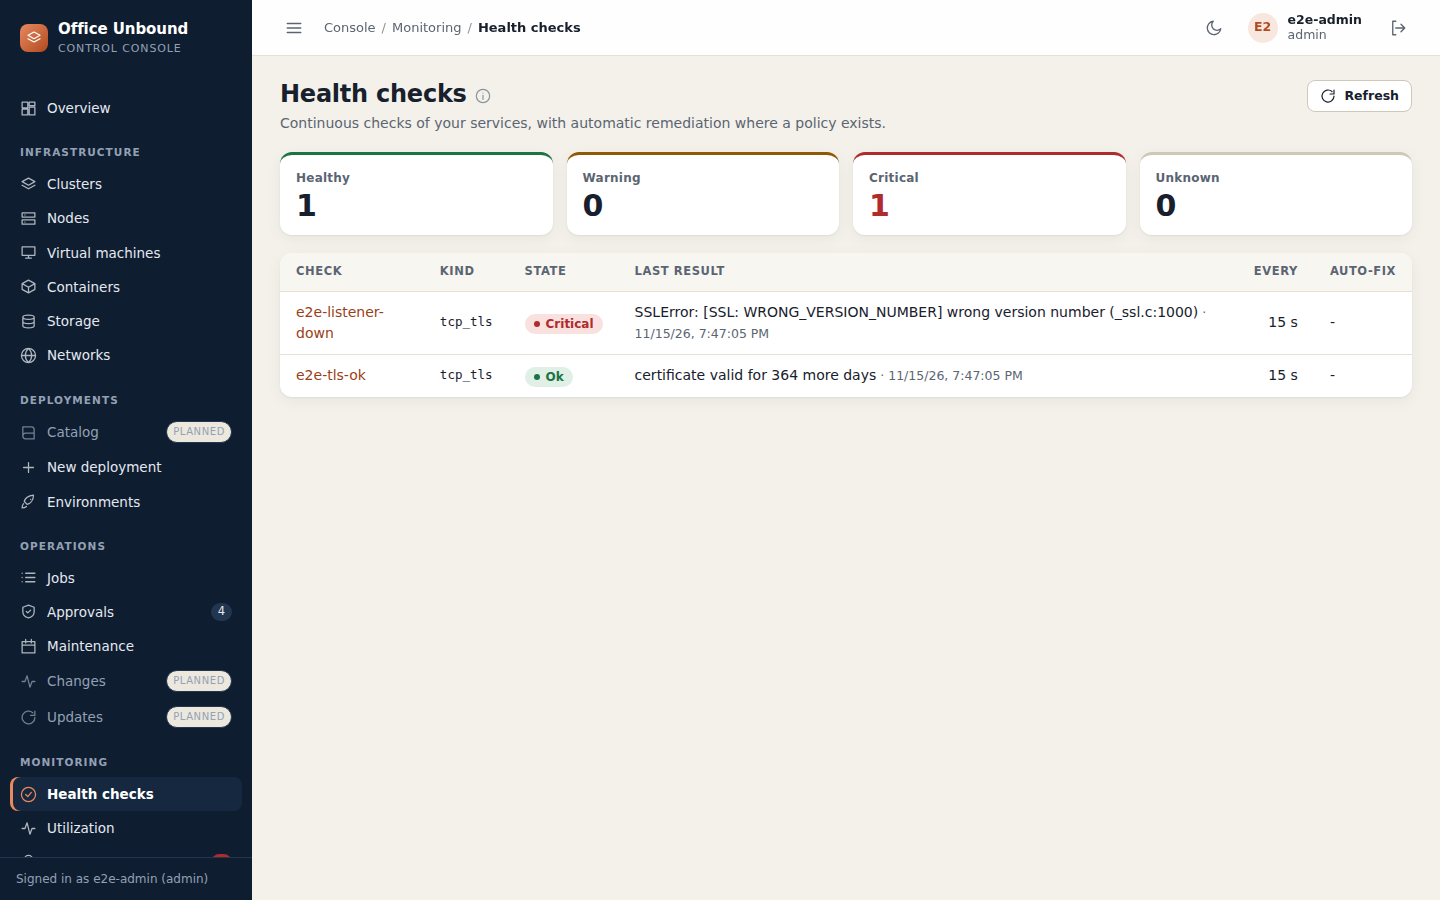 Office Unbound
CONTROL CONSOLE
Overview
INFRASTRUCTURE
Clusters
Nodes
Virtual machines
Containers
Storage
Networks
DEPLOYMENTS
Catalog PLANNED
New deployment
Environments
OPERATIONS
Jobs
Approvals 4
Maintenance
Changes PLANNED
Updates PLANNED
MONITORING
Health checks
Utilization
Signed in as e2e-admin (admin)
Console / Monitoring / Health checks
E2 e2e-admin
admin
Health checks
Refresh
Continuous checks of your services, with automatic remediation where a policy exists.
Healthy
1
Warning
0
Critical
1
Unknown
0
CHECK KIND STATE LAST RESULT EVERY AUTO-FIX
e2e-listener-
down
tcp_tls
Critical
SSLError: [SSL: WRONG_VERSION_NUMBER] wrong version number (_ssl.c:1000) ·
11/15/26, 7:47:05 PM
15 s
-
e2e-tls-ok tcp_tls Ok certificate valid for 364 more days · 11/15/26, 7:47:05 PM 15 s -